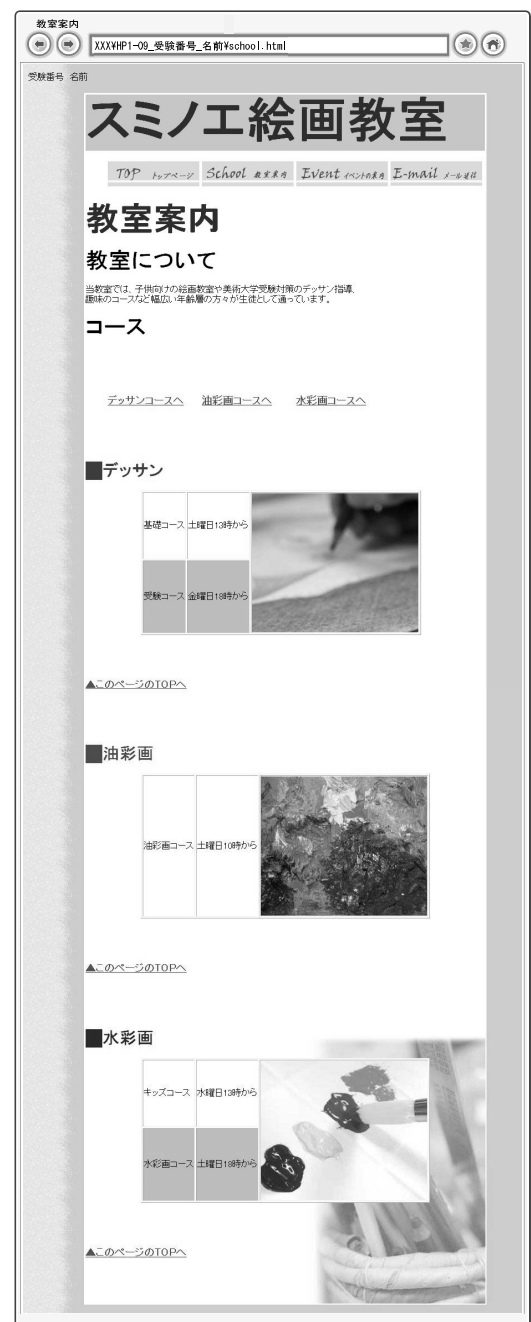 教室案内
XXX¥HP1-09_受験番号_名前¥school.html
受験番号 名前
スミノエ絵画教室
TOP トップページ School 教室案内 Event イベントの案内 E-mail メール送信
教室案内
教室について
当教室では、子供向けの絵画教室や美術大学受験対策のデッサン指導、
趣味のコースなど幅広い年齢層の方々が生徒として通っています。
コース
デッサンコースへ 油彩画コースへ 水彩画コースへ
■デッサン
基礎コース 土曜日13時から
受験コース 金曜日18時から
▲このページのTOPへ
■油彩画
油彩画コース 土曜日10時から
▲このページのTOPへ
■水彩画
キッズコース 水曜日13時から
水彩画コース 土曜日18時から
▲このページのTOPへ